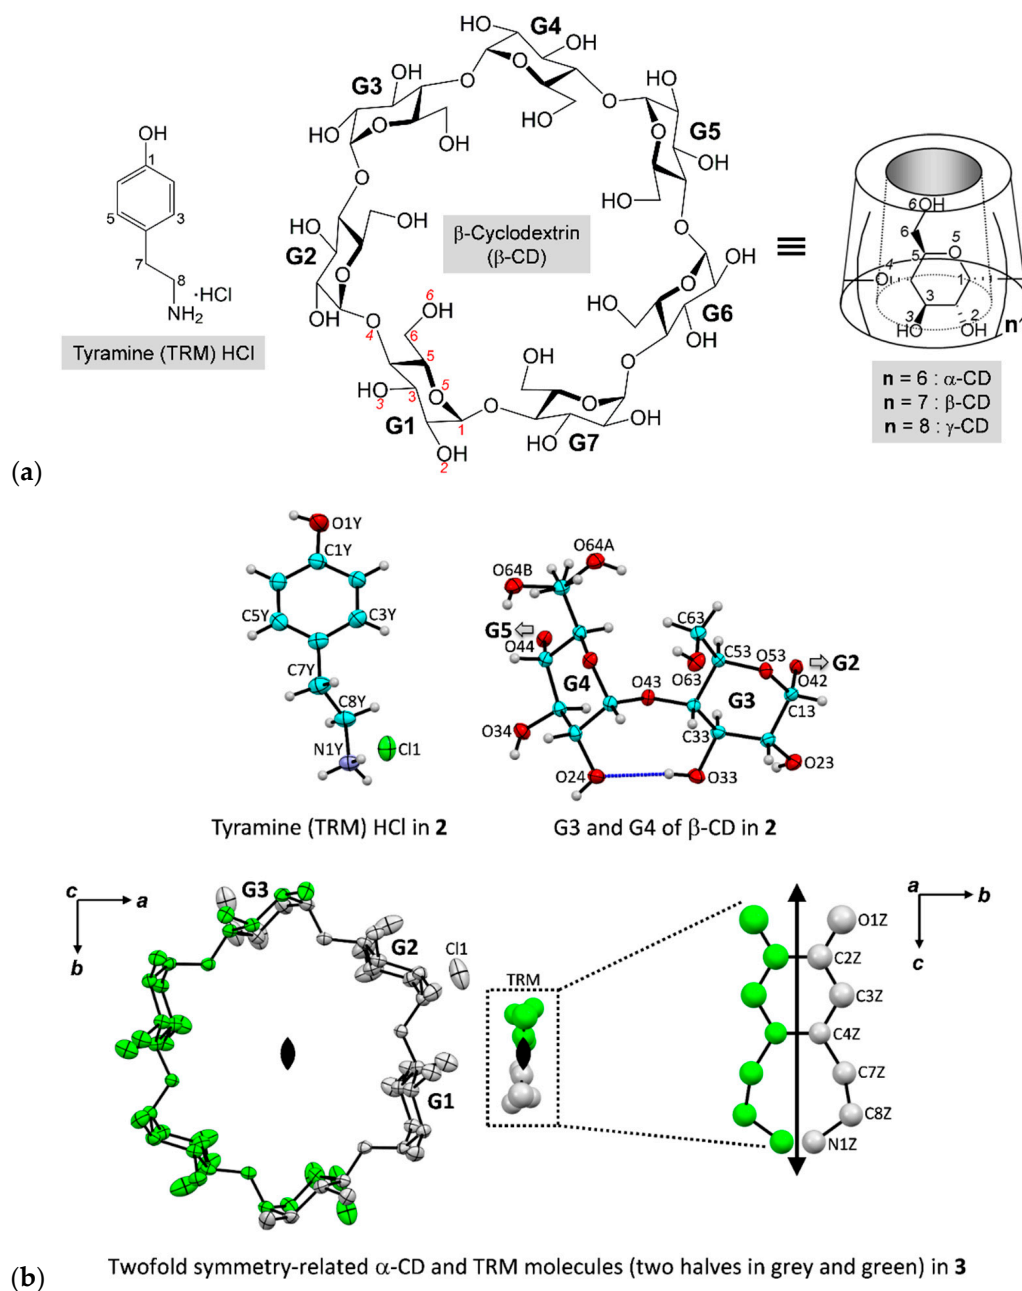 OH
1
5
3
7
8
·HCl
NH2
Tyramine (TRM) HCl
OH
G4
HO
OH
HO
OH
G3
O
O
HO
O
HO
HO
O
O
G5
OH
HO
O
HO
O
HO
OH
G2
β-Cyclodextrin
(β-CD)
O
O
OH
O
OH
HO
G6
OH
O
OH
6
HO
4
6
5
5
O
HO
3
3
O
G1
1
OH
2
O
OH
O
O
HO
G7
OH
≡
6OH
6
5
5
O
4
O
1
3
2
3
HO
OH
n
n = 6 : α-CD
n = 7 : β-CD
n = 8 : γ-CD
(a)
O1Y
C1Y
C5Y
C3Y
C7Y
C8Y
N1Y
Cl1
O64A
O64B
G5
O44
G4
O34
O24
O43
C63
O63
C53
O53
G2
O42
C13
G3
C33
O33
O23
Tyramine (TRM) HCl in 2
G3 and G4 of β-CD in 2
c
a
b
G3
G2
Cl1
G1
TRM
a
b
c
O1Z
C2Z
C3Z
C4Z
C7Z
C8Z
N1Z
(b)
Twofold symmetry-related α-CD and TRM molecules (two halves in grey and green) in 3